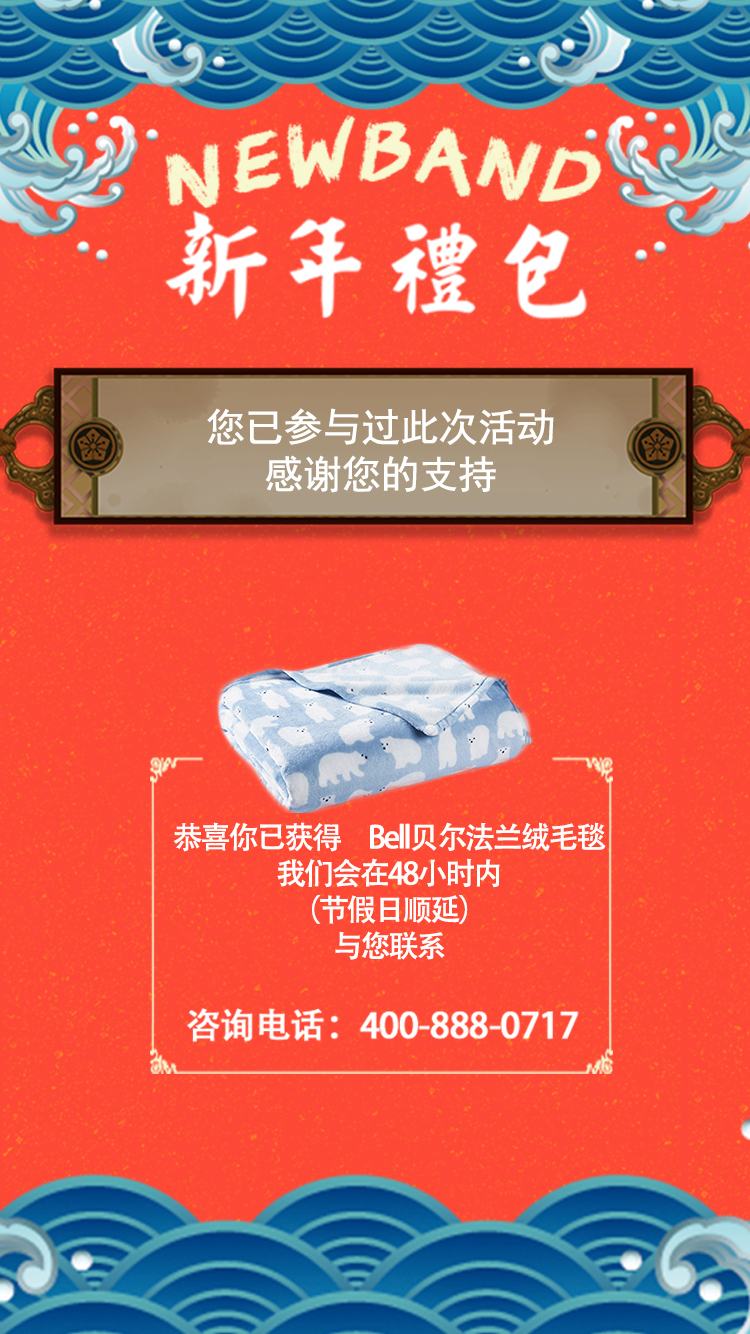 NEWBAND
新年禮包
您已参与过此次活动
感谢您的支持
恭喜你已获得 Bell贝尔法兰绒毛毯
我们会在48小时内
（节假日顺延）
与您联系
咨询电话：400-888-0717